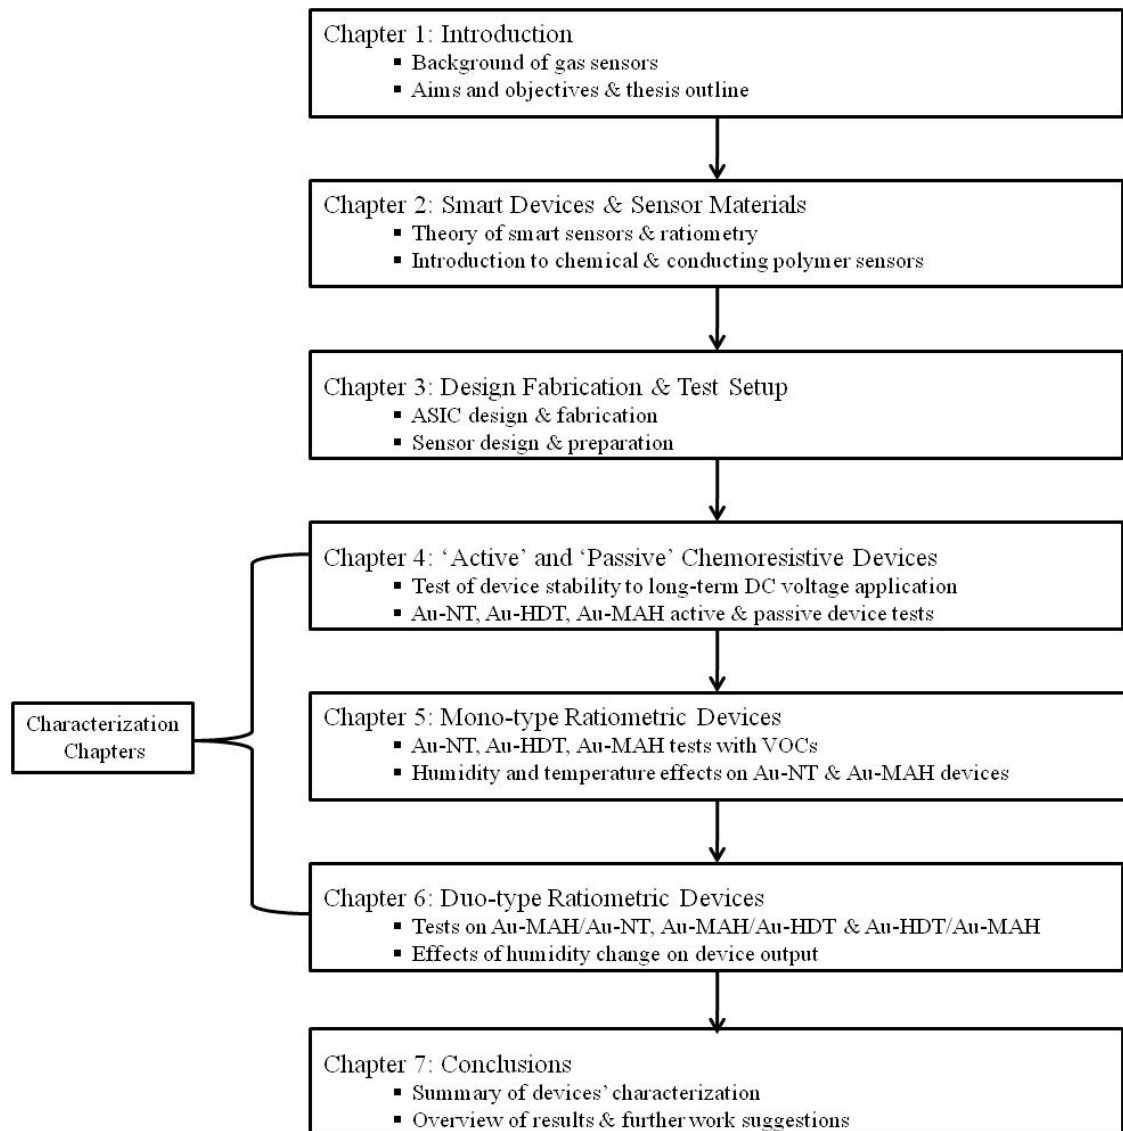 Chapter 1: Introduction
▪ Background of gas sensors
▪ Aims and objectives & thesis outline
Chapter 2: Smart Devices & Sensor Materials
▪ Theory of smart sensors & ratiometry
▪ Introduction to chemical & conducting polymer sensors
Chapter 3: Design Fabrication & Test Setup
▪ ASIC design & fabrication
▪ Sensor design & preparation
Chapter 4: ‘Active’ and ‘Passive’ Chemoresistive Devices
▪ Test of device stability to long-term DC voltage application
▪ Au-NT, Au-HDT, Au-MAH active & passive device tests
Characterization
Chapters
Chapter 5: Mono-type Ratiometric Devices
▪ Au-NT, Au-HDT, Au-MAH tests with VOCs
▪ Humidity and temperature effects on Au-NT & Au-MAH devices
Chapter 6: Duo-type Ratiometric Devices
▪ Tests on Au-MAH/Au-NT, Au-MAH/Au-HDT & Au-HDT/Au-MAH
▪ Effects of humidity change on device output
Chapter 7: Conclusions
▪ Summary of devices’ characterization
▪ Overview of results & further work suggestions